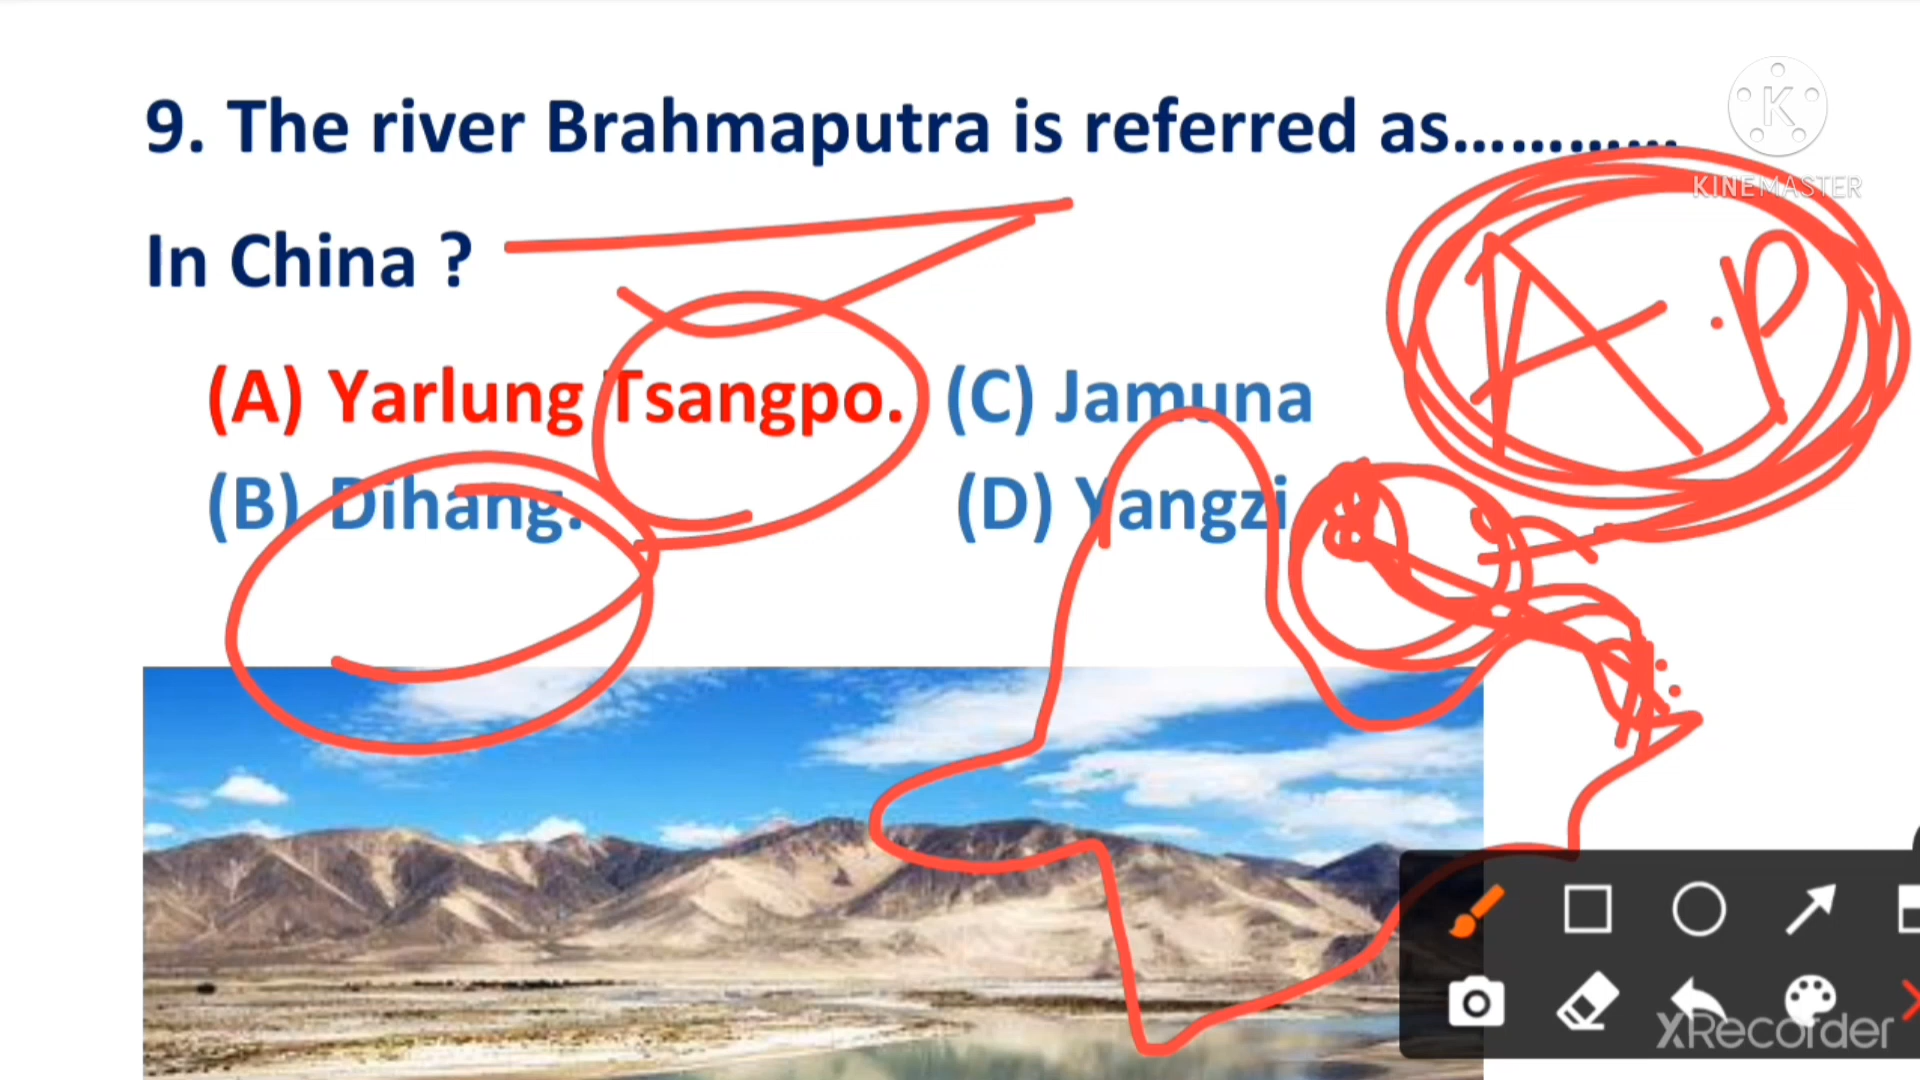 9. The river Brahmaputra is referred as............
KINEMASTER
In China ?
A.P
(A) Yarlung Tsangpo. (C) Jamuna
(B) Dihang. (D) Yangzi
XRecorder